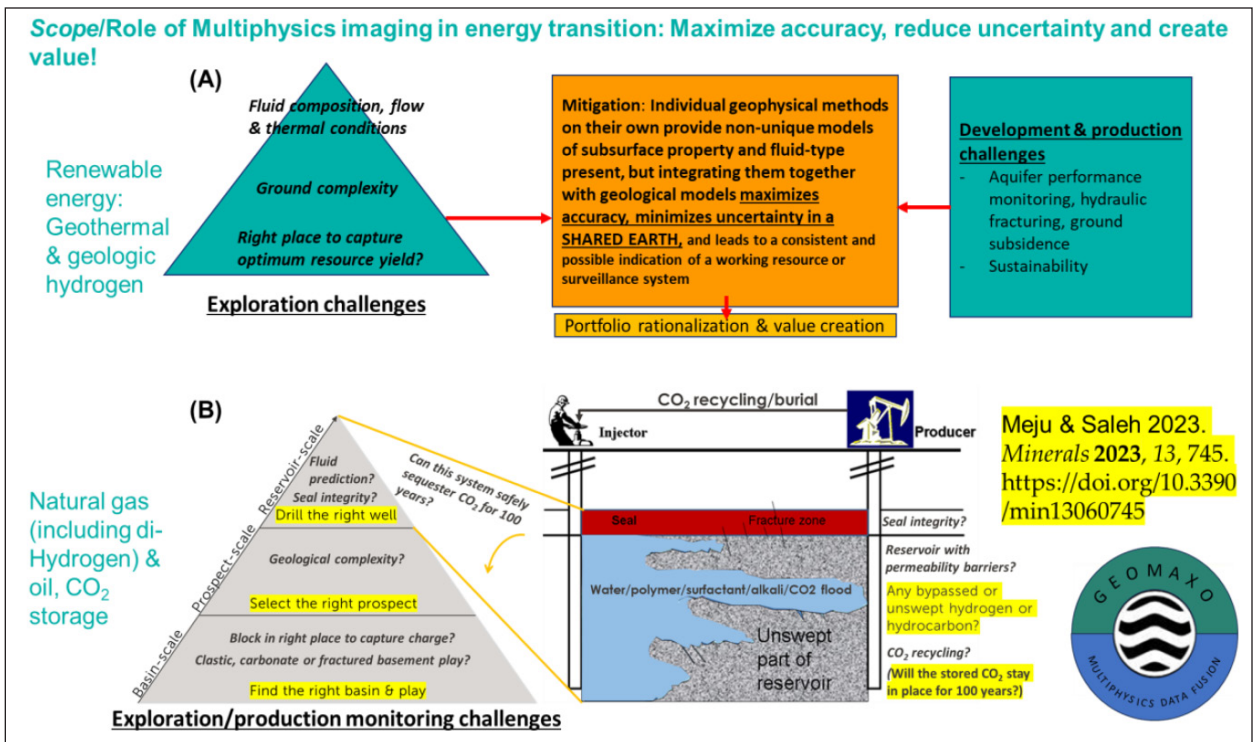 Scope/Role of Multiphysics imaging in energy transition: Maximize accuracy, reduce uncertainty and create
value!
(A)
Renewable
energy:
Geothermal
& geologic
hydrogen
Fluid composition, flow
& thermal conditions
Ground complexity
Right place to capture
optimum resource yield?
Exploration challenges
Mitigation: Individual geophysical methods
on their own provide non-unique models
of subsurface property and fluid-type
present, but integrating them together
with geological models maximizes
accuracy, minimizes uncertainty in a
SHARED EARTH, and leads to a consistent and
possible indication of a working resource or
surveillance system
Portfolio rationalization & value creation
Development & production
challenges
- Aquifer performance
monitoring, hydraulic
fracturing, ground
subsidence
- Sustainability
(B)
Natural gas
(including di-
Hydrogen) &
oil, CO2
storage
Reservoir-scale
Prospect-scale
Basin-scale
Fluid
prediction?
Seal integrity?
Drill the right well
Geological complexity?
Select the right prospect
Block in right place to capture charge?
Clastic, carbonate or fractured basement play?
Find the right basin & play
Exploration/production monitoring challenges
Can this system safely
sequester CO2 for 100
years?
CO2 recycling/burial
Injector
Producer
Seal
Fracture zone
Water/polymer/surfactant/alkali/CO2 flood
Unswept
part of
reservoir
Seal integrity?
Reservoir with
permeability barriers?
Any bypassed or
unswept hydrogen or
hydrocarbon?
CO2 recycling?
(Will the stored CO2 stay
in place for 100 years?)
Meju & Saleh 2023.
Minerals 2023, 13, 745.
https://doi.org/10.3390
/min13060745
GEOMAXO
MULTIPHYSICS DATA FUSION